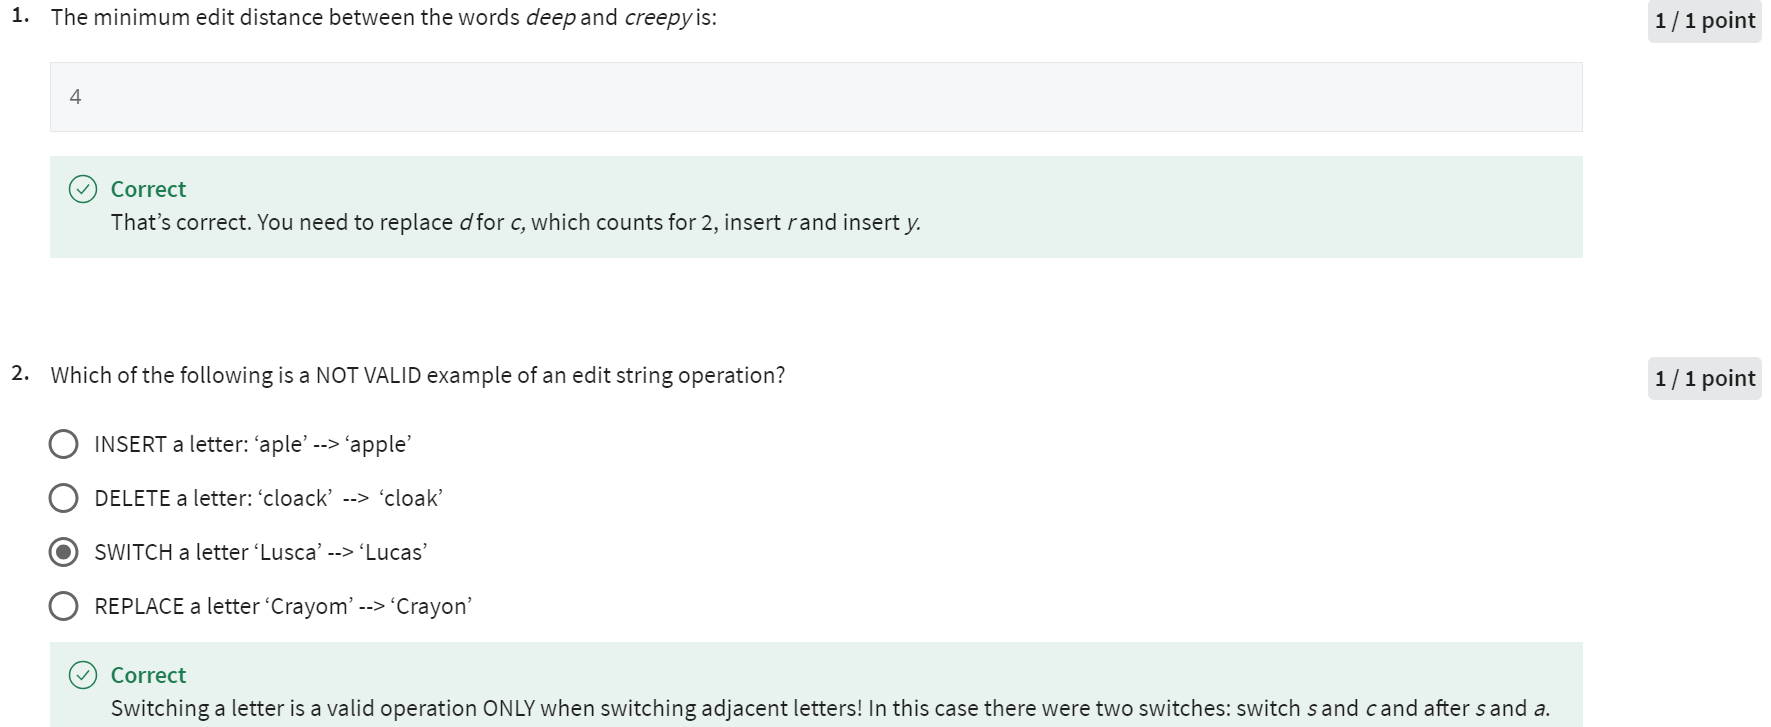 1. The minimum edit distance between the words deep and creepy is:
1 / 1 point
4
Correct
That’s correct. You need to replace d for c, which counts for 2, insert r and insert y.
2. Which of the following is a NOT VALID example of an edit string operation?
1 / 1 point
INSERT a letter: ‘aple’ --> ‘apple’
DELETE a letter: ‘cloack’ --> ‘cloak’
SWITCH a letter ‘Lusca’ --> ‘Lucas’
REPLACE a letter ‘Crayom’ --> ‘Crayon’
Correct
Switching a letter is a valid operation ONLY when switching adjacent letters! In this case there were two switches: switch s and c and after s and a.